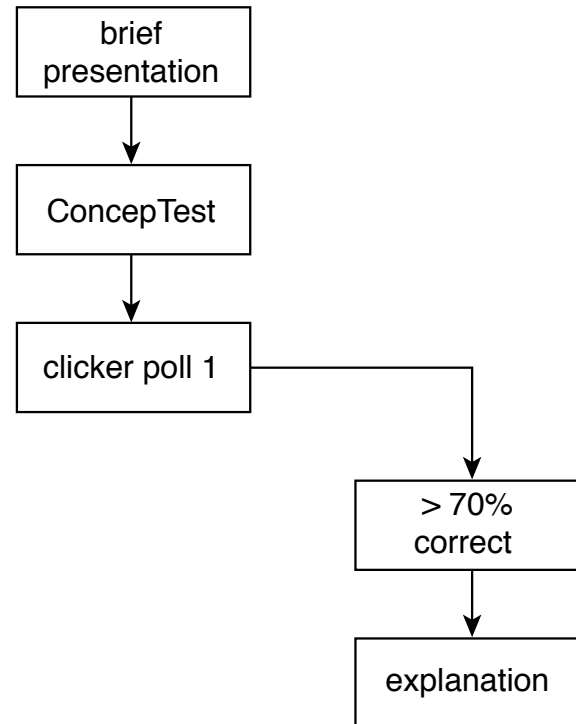 brief
presentation
ConcepTest
clicker poll 1
> 70%
correct
explanation